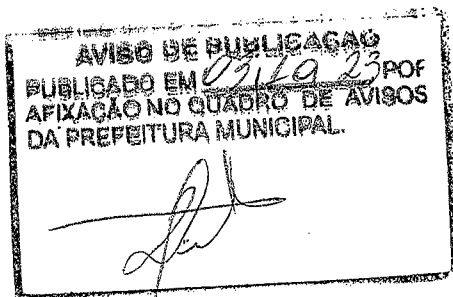 AVISO DE PUBLICAÇÃO
PUBLICADO EM 03,10 23 POR
AFIXAÇÃO NO QUADRO DE AVISOS
DA PREFEITURA MUNICIPAL.